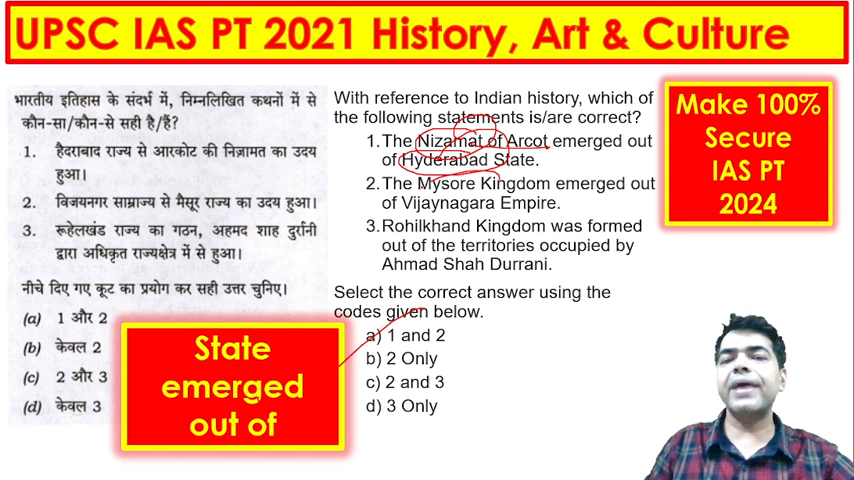 UPSC IAS PT 2021 History, Art & Culture
भारतीय इतिहास के संदर्भ में, निम्नलिखित कथनों में से
कौन-सा/कौन-से सही है/हैं?
1. हैदराबाद राज्य से आरकोट की निज़ामत का उदय
हुआ।
2. विजयनगर साम्राज्य से मैसूर राज्य का उदय हुआ।
3. रूहेलखंड राज्य का गठन, अहमद शाह दुर्रानी
द्वारा अधिकृत राज्यक्षेत्र में से हुआ।
नीचे दिए गए कूट का प्रयोग कर सही उत्तर चुनिए।
(a) 1 और 2
(b) केवल 2
(c) 2 और 3
(d) केवल 3
With reference to Indian history, which of
the following statements is/are correct?
1. The Nizamat of Arcot emerged out
of Hyderabad State.
2. The Mysore Kingdom emerged out
of Vijaynagara Empire.
3. Rohilkhand Kingdom was formed
out of the territories occupied by
Ahmad Shah Durrani.
Select the correct answer using the
codes given below.
a) 1 and 2
b) 2 Only
c) 2 and 3
d) 3 Only
State
emerged
out of
Make 100%
Secure
IAS PT
2024